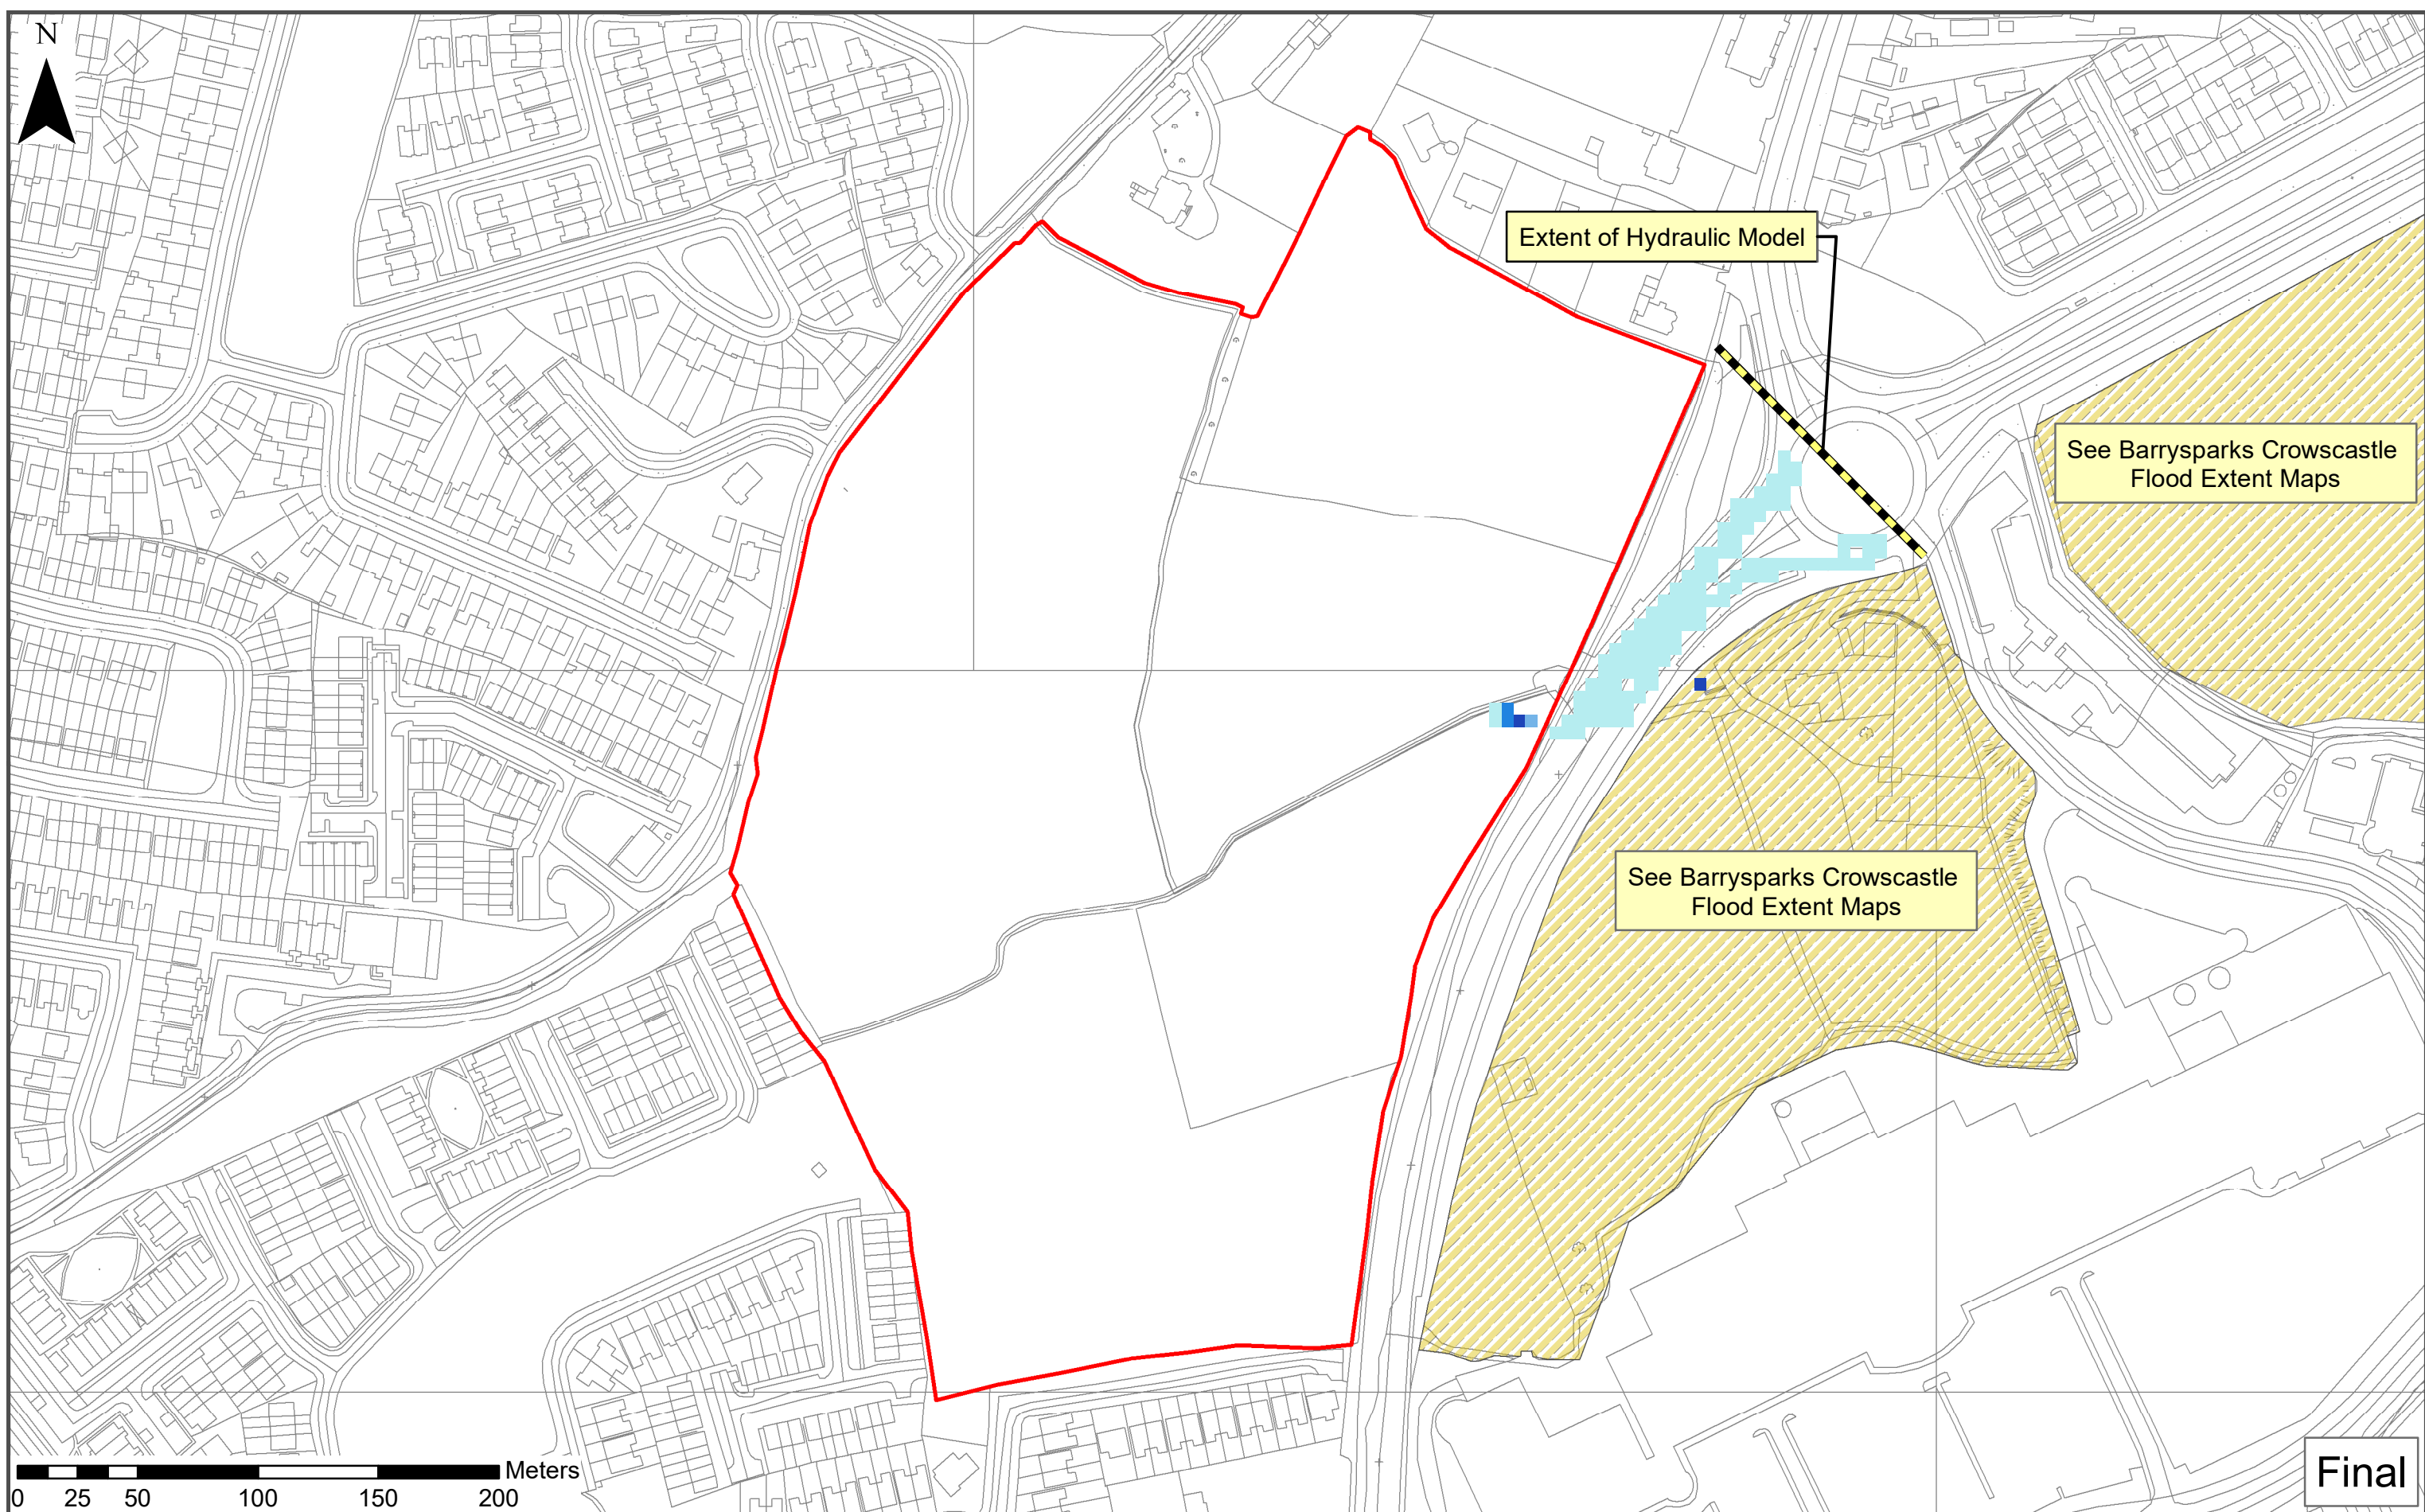 N
Extent of Hydraulic Model
See Barrysparks Crowscastle
Flood Extent Maps
See Barrysparks Crowscastle
Flood Extent Maps
Meters
0 25 50 100 150 200
Final